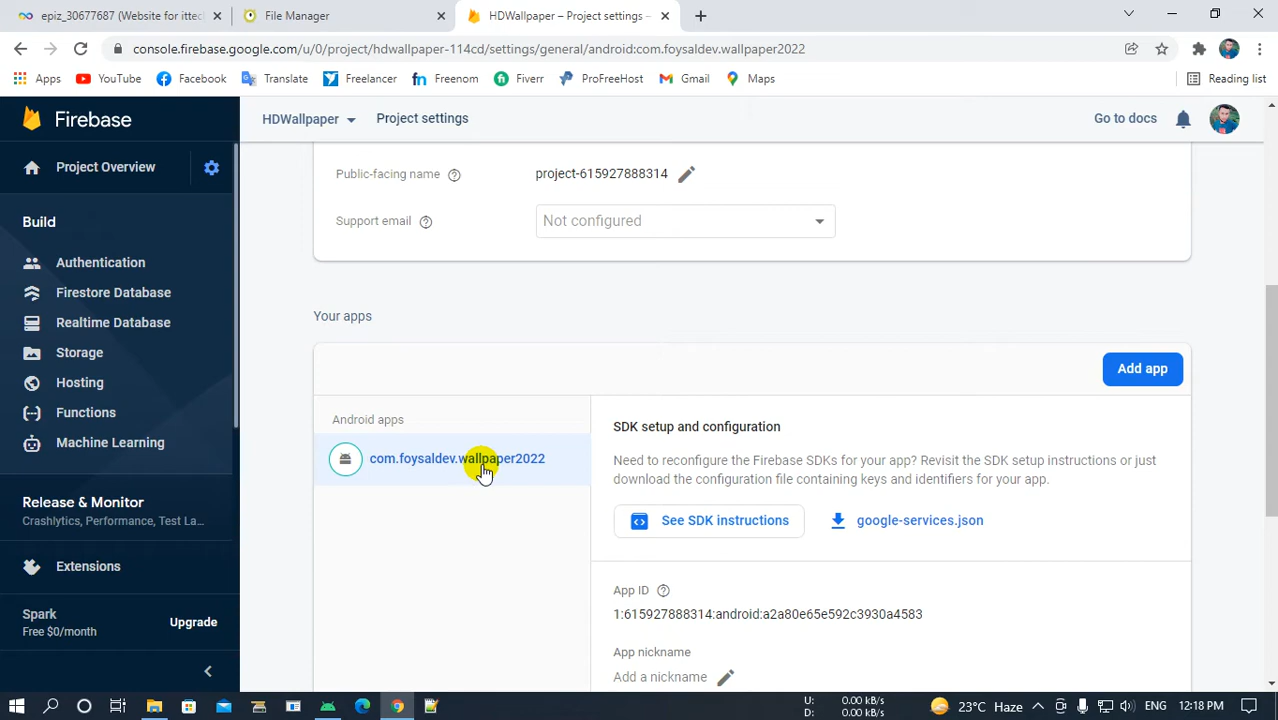 epiz_30677687 (Website for ittec
File Manager
HDWallpaper – Project settings –
console.firebase.google.com/u/0/project/hdwallpaper-114cd/settings/general/android:com.foysaldev.wallpaper2022
Apps YouTube Facebook Translate Freelancer Freenom Fiverr ProFreeHost Gmail Maps Reading list
Firebase
HDWallpaper Project settings Go to docs
Project Overview
Public-facing name project-615927888314
Build
Support email Not configured
Authentication
Firestore Database
Realtime Database
Your apps
Storage
Add app
Hosting
Functions
Android apps
SDK setup and configuration
Machine Learning
com.foysaldev.wallpaper2022
Need to reconfigure the Firebase SDKs for your app? Revisit the SDK setup instructions or just
download the configuration file containing keys and identifiers for your app.
Release & Monitor
Crashlytics, Performance, Test La...
See SDK instructions google-services.json
Extensions
App ID
Spark
Free $0/month
Upgrade
1:615927888314:android:a2a80e65e592c3930a4583
App nickname
Add a nickname
U: 0.00 kB/s
D: 0.00 kB/s
23°C Haze ENG 12:18 PM